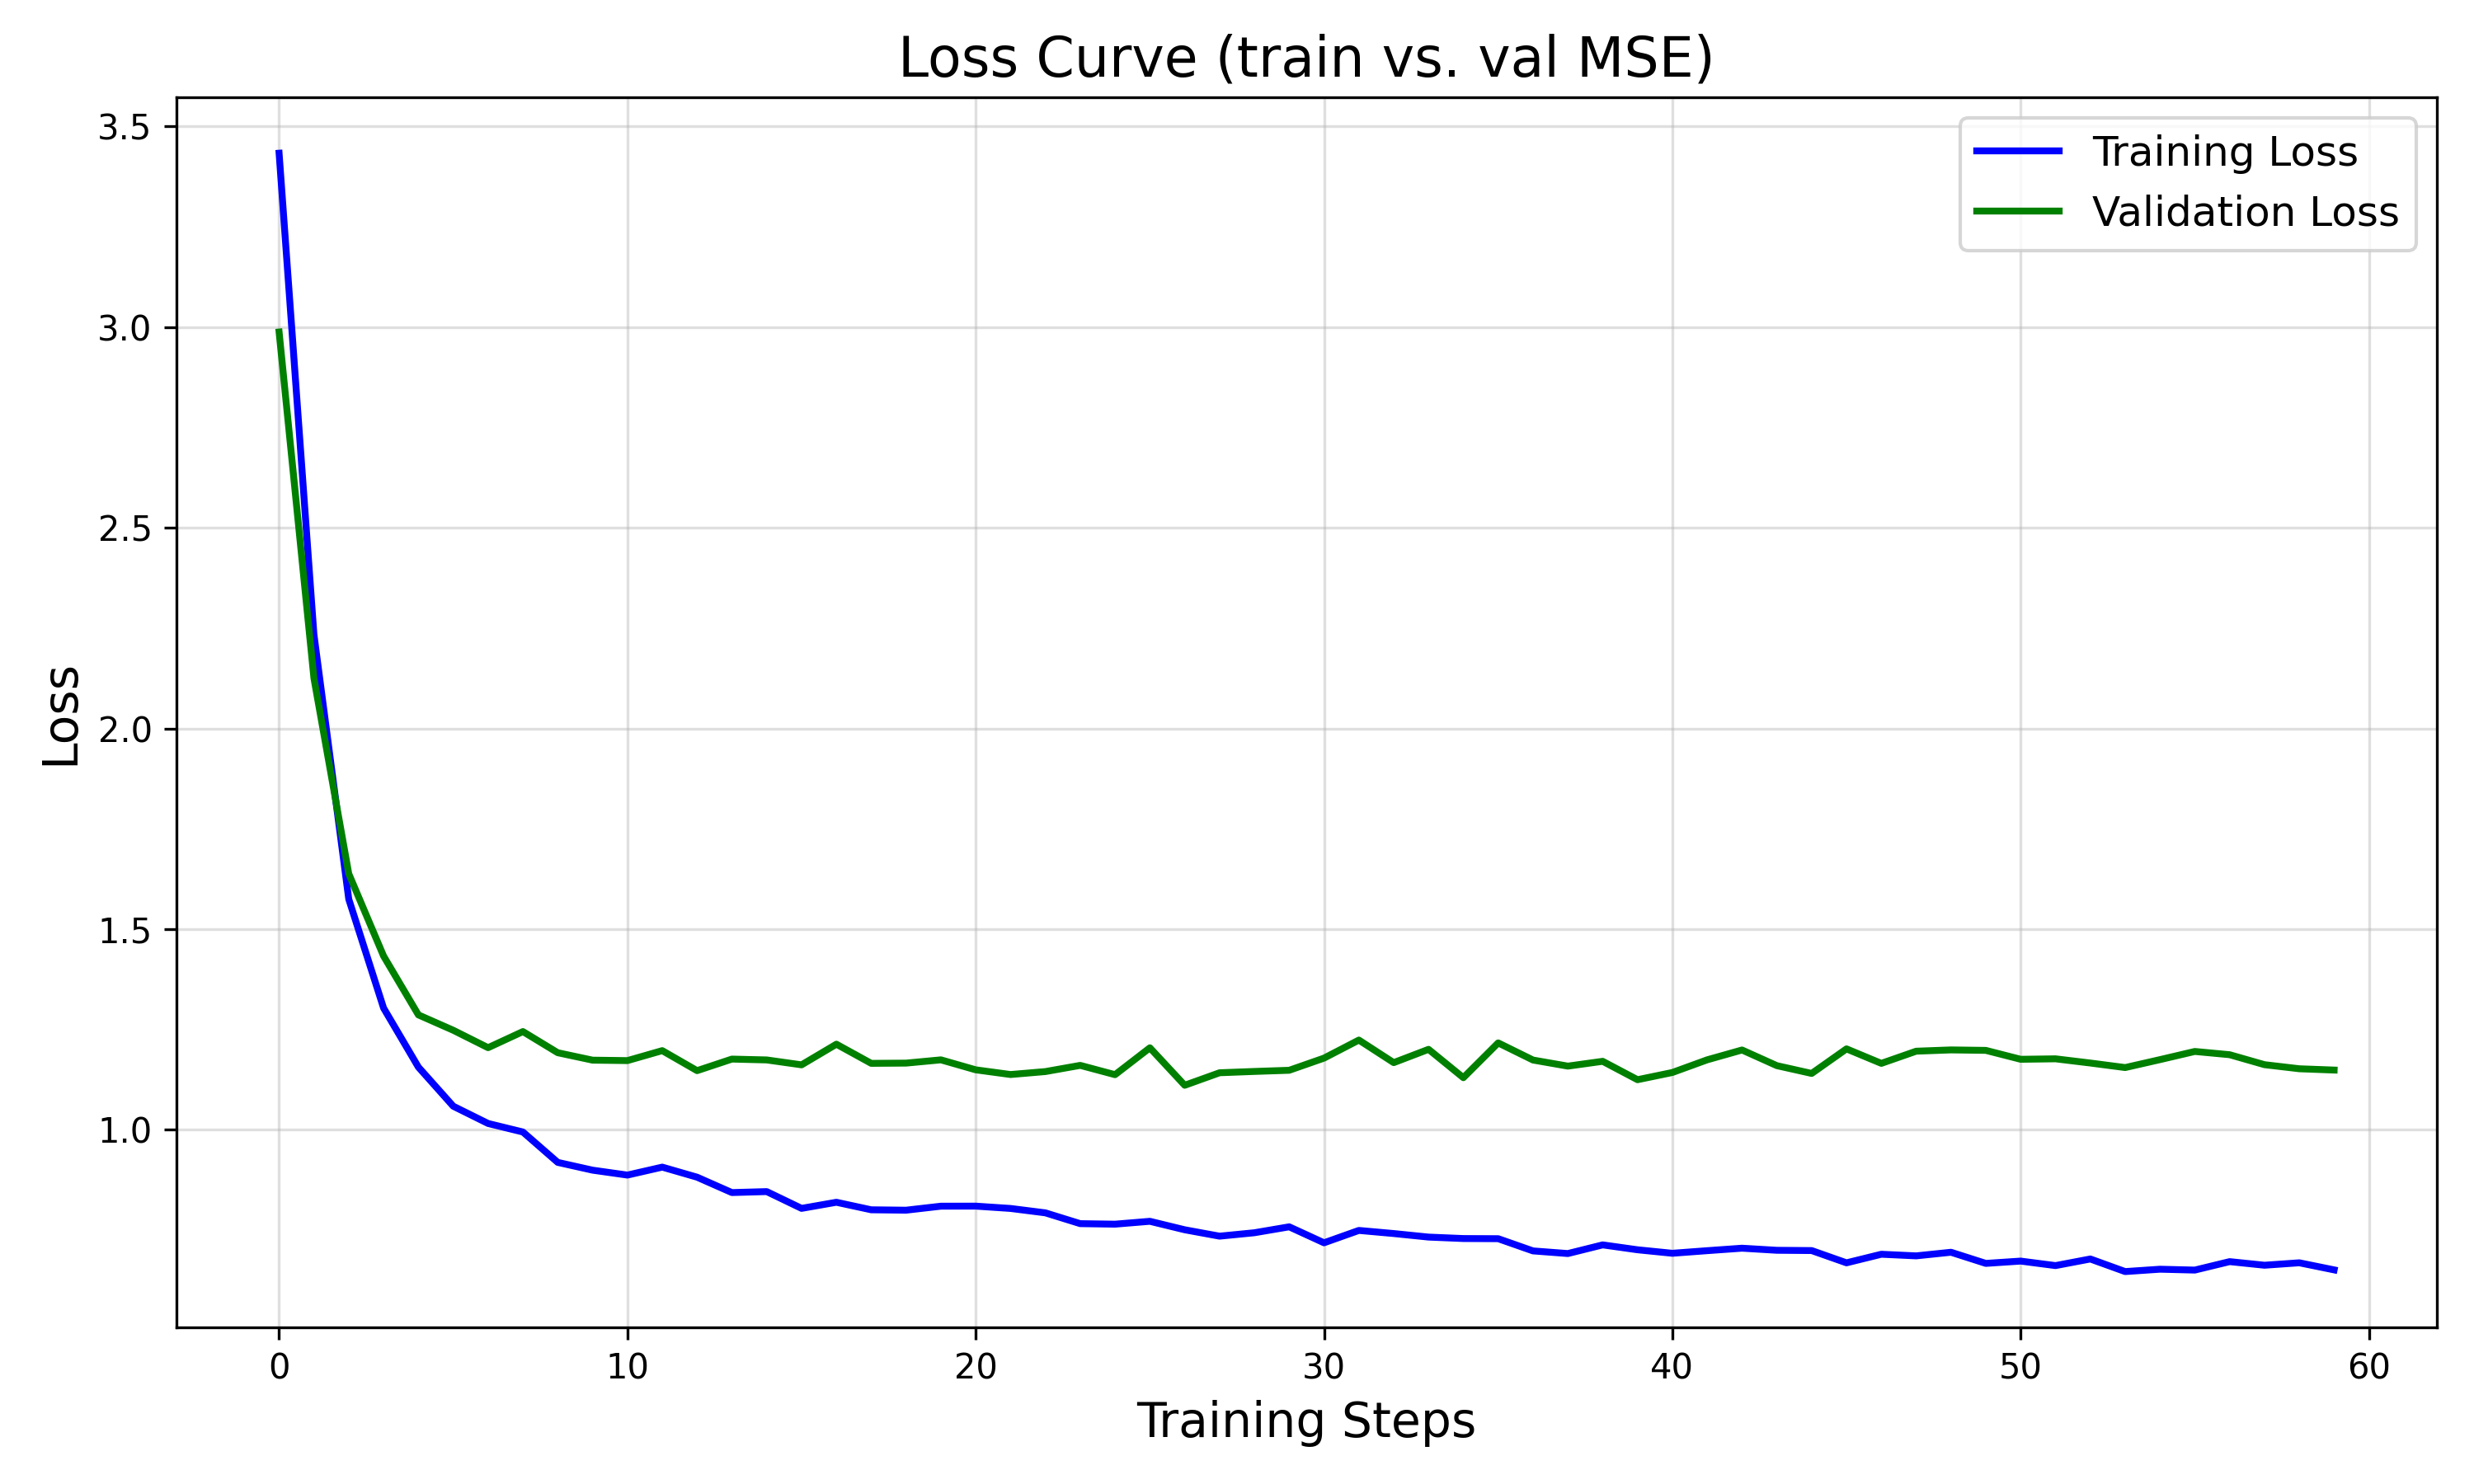 Loss Curve (train vs. val MSE)
Training Loss
Validation Loss
3.5
3.0
2.5
2.0
1.5
1.0
Loss
0 10 20 30 40 50 60
Training Steps